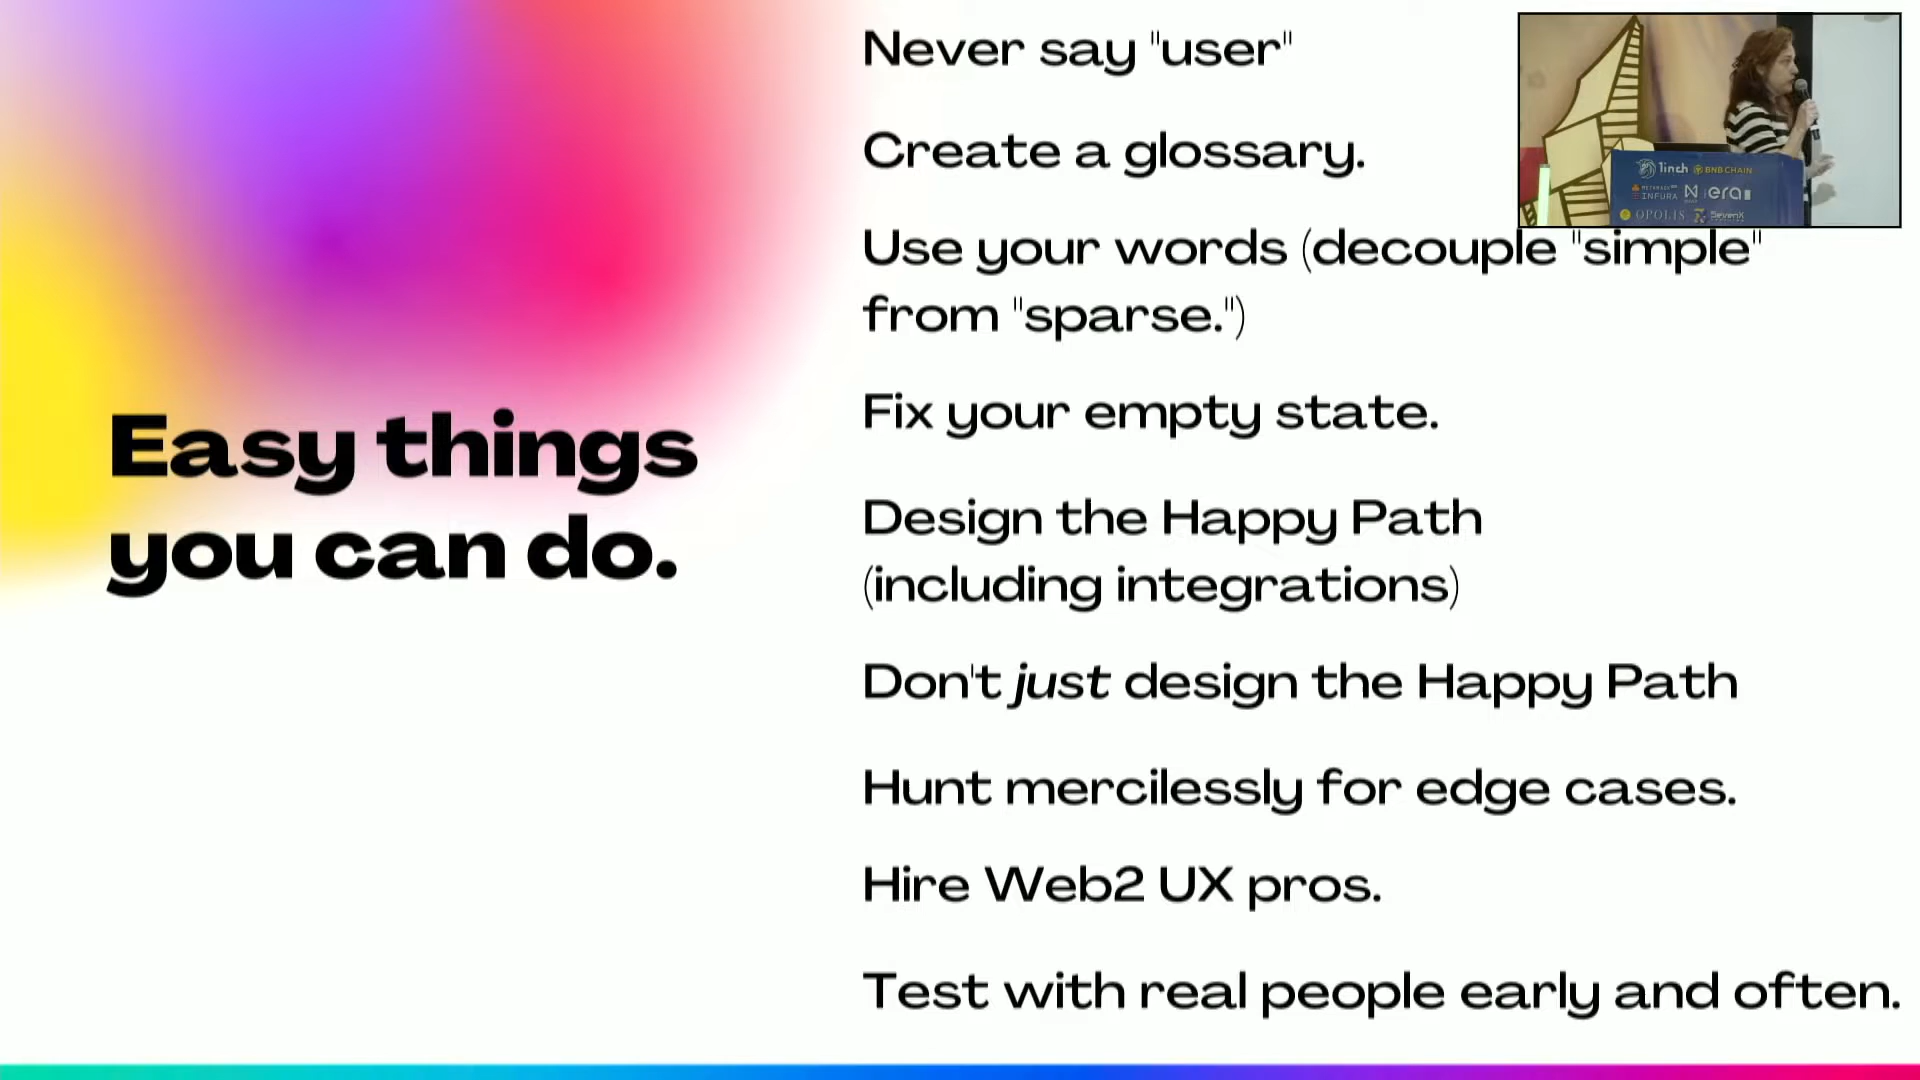 Easy things
you can do.
Never say "user"
Create a glossary.
Use your words (decouple "simple"
from "sparse.")
Fix your empty state.
Design the Happy Path
(including integrations)
Don't just design the Happy Path
Hunt mercilessly for edge cases.
Hire Web2 UX pros.
Test with real people early and often.
1inch BNB CHAIN
INFURA era
OPOLIS SevenX